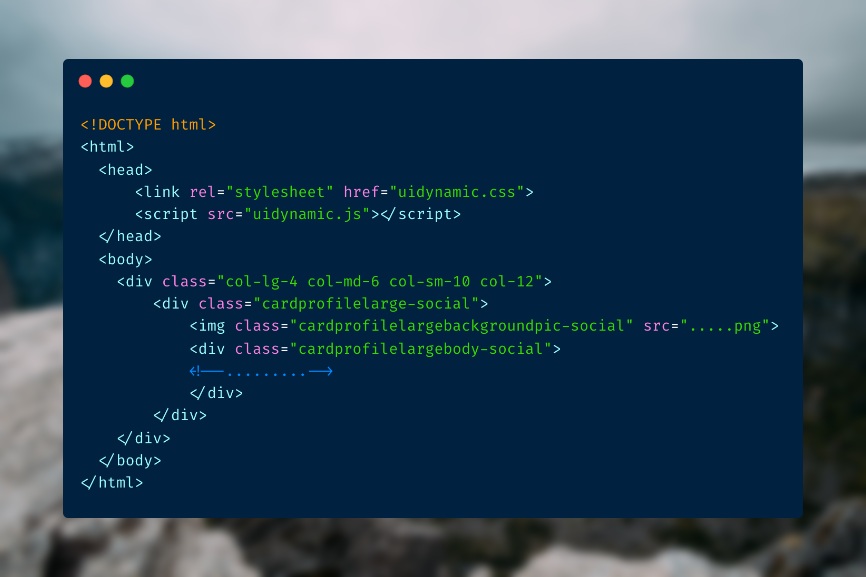 <!DOCTYPE html>
<html>
<head>
<link rel="stylesheet" href="uidynamic.css">
<script src="uidynamic.js"></script>
</head>
<body>
<div class="col-lg-4 col-md-6 col-sm-10 col-12">
<div class="cardprofilelarge-social">
<img class="cardprofilelargebackgroundpic-social" src=".....png">
<div class="cardprofilelargebody-social">
<!--.........-->
</div>
</div>
</div>
</body>
</html>